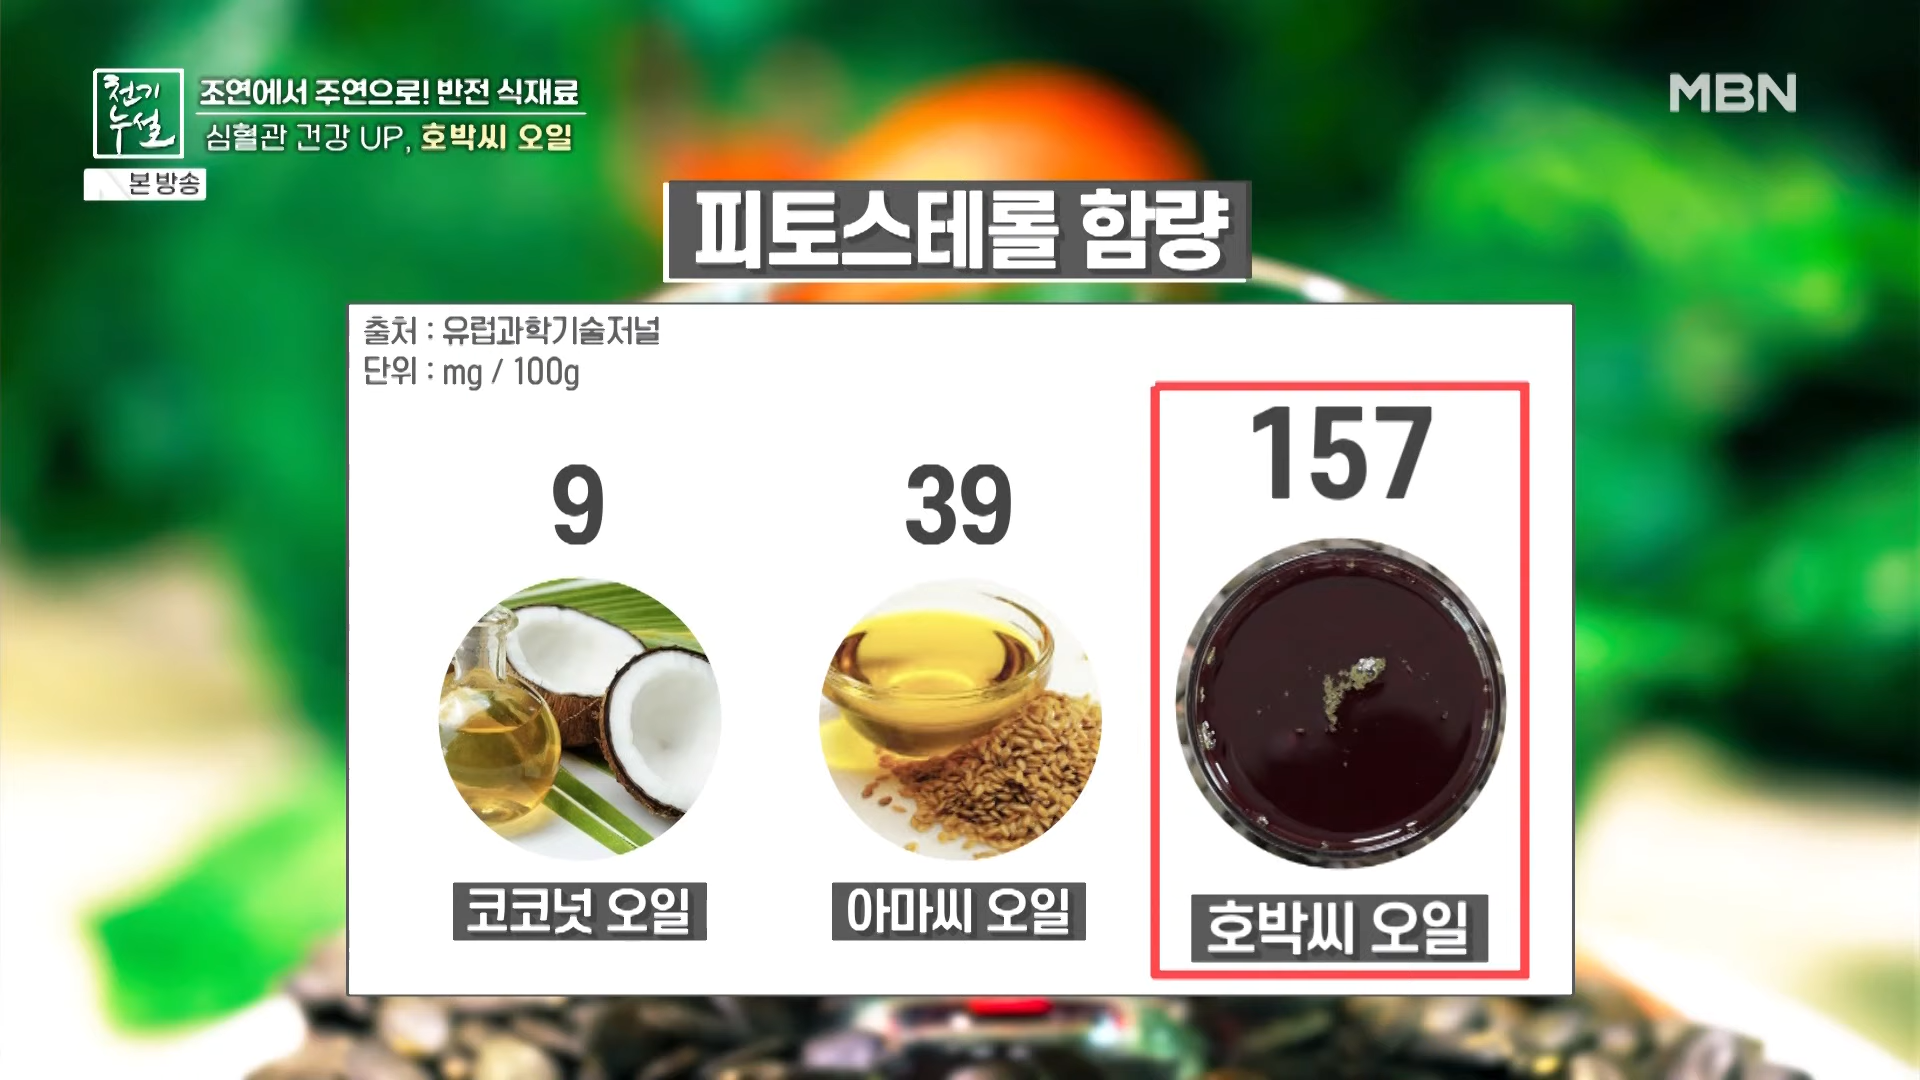 천기누설
조연에서 주연으로! 반전 식재료
심혈관 건강 UP, 호박씨 오일
본 방송
MBN
피토스테롤 함량
출처 : 유럽과학기술저널
단위 : mg / 100g
9
39
157
코코넛 오일
아마씨 오일
호박씨 오일